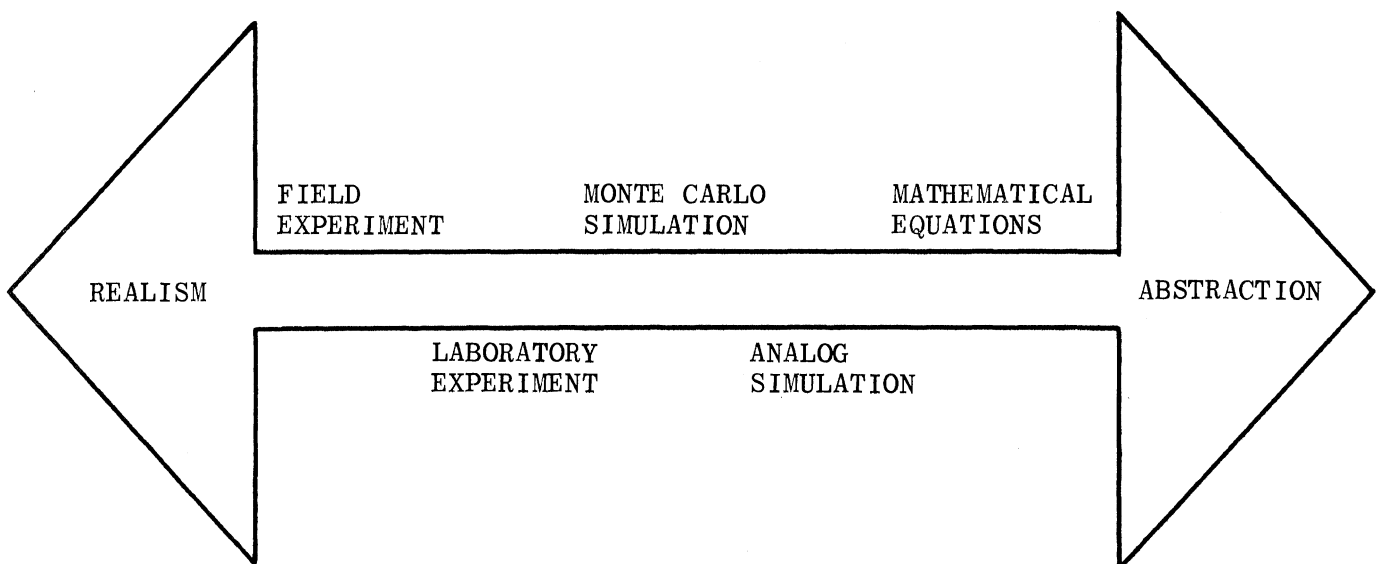 FIELD
EXPERIMENT
MONTE CARLO
SIMULATION
MATHEMATICAL
EQUATIONS
REALISM
ABSTRACTION
LABORATORY
EXPERIMENT
ANALOG
SIMULATION